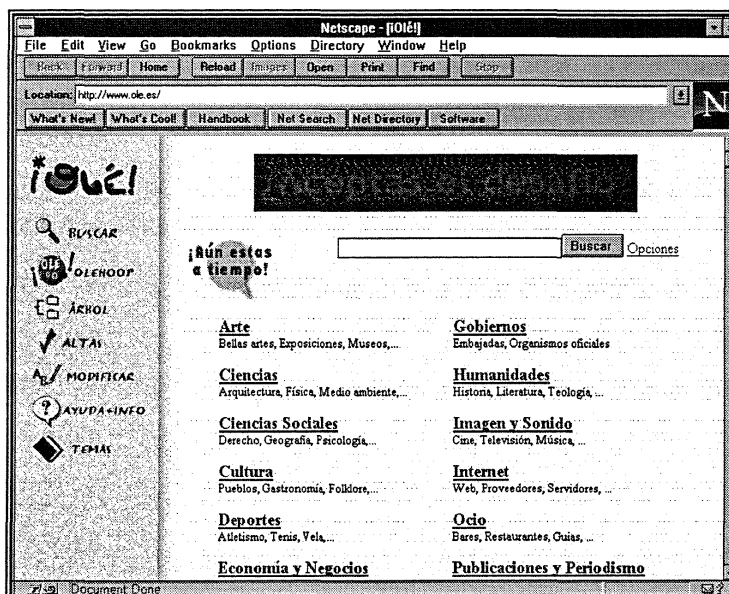 Netscape - [¡Olé!]
File Edit View Go Bookmarks Options Directory Window Help
Back Forward Home Reload Images Open Print Find Stop
Location: http://www.ole.es/
What's New! What's Cool! Handbook Net Search Net Directory Software
N
¡OLÉ!
BUSCAR
OLEHOOP
ÁRBOL
ALTAS
MODIFICAR
AYUDA+INFO
TEMAS
¡Aún estas
a tiempo!
Buscar Opciones
Arte
Bellas artes, Exposiciones, Museos,...
Ciencias
Arquitectura, Física, Medio ambiente,...
Ciencias Sociales
Derecho, Geografía, Psicología,...
Cultura
Pueblos, Gastronomía, Folklore,...
Deportes
Atletismo, Tenis, Vela,...
Economía y Negocios
Gobiernos
Embajadas, Organismos oficiales
Humanidades
Historia, Literatura, Teología, ...
Imagen y Sonido
Cine, Televisión, Música, ...
Internet
Web, Proveedores, Servidores, ...
Ocio
Bares, Restaurantes, Guías, ...
Publicaciones y Periodismo
Document Done